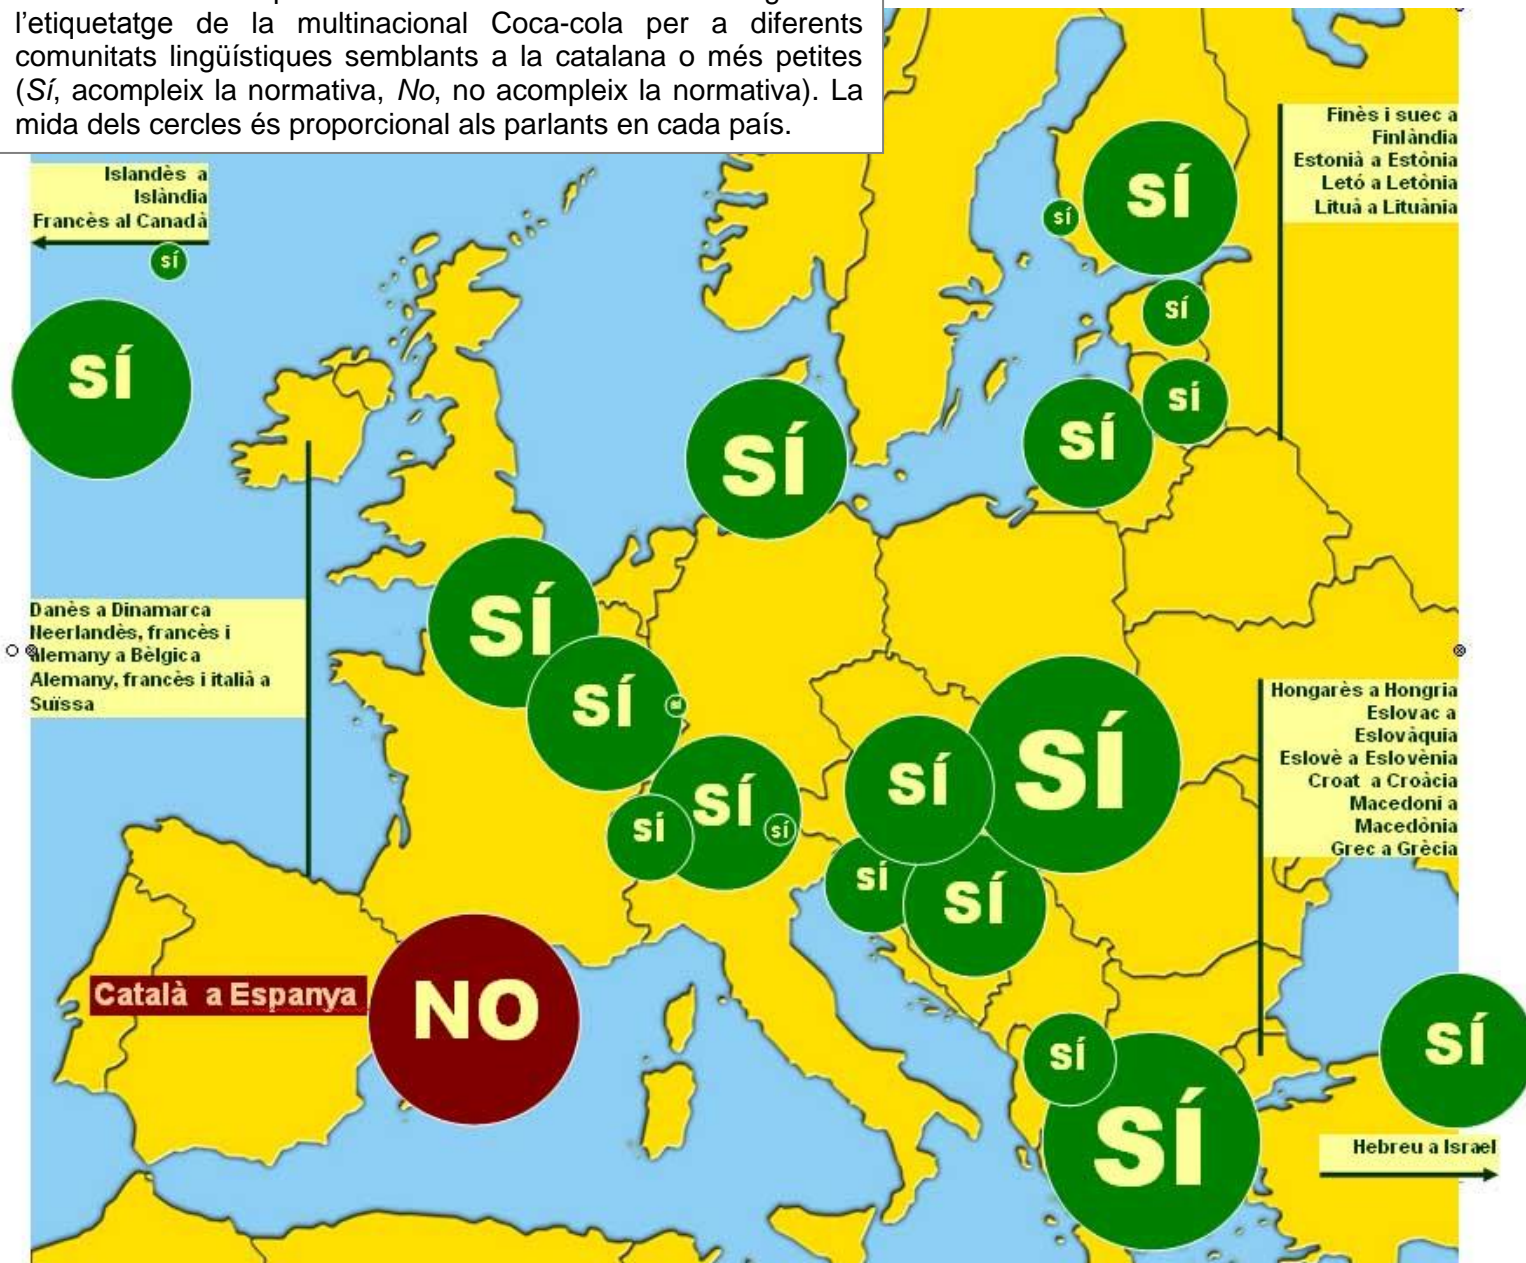 l'etiquetatge de la multinacional Coca-cola per a diferents
comunitats lingüístiques semblants a la catalana o més petites
(Sí, acompleix la normativa, No, no acompleix la normativa). La
mida dels cercles és proporcional als parlants en cada país.
Islandès a
Islàndia
Francès al Canadà
sí
SÍ
Finès i suec a
Finlàndia
Estonià a Estònia
Letó a Letònia
Lituà a Lituània
SÍ
sí
sí
sí
SÍ
SÍ
Danès a Dinamarca
Neerlandès, francès i
alemany a Bèlgica
Alemany, francès i italià a
Suïssa
SÍ
SÍ
sí
SÍ
sí
sí
Hongarès a Hongria
Eslovac a
Eslovàquia
Eslovè a Eslovènia
Croat a Croàcia
Macedoni a
Macedònia
Grec a Grècia
SÍ
SÍ
sí
SÍ
Català a Espanya
NO
SÍ
SÍ
SÍ
Hebreu a Israel